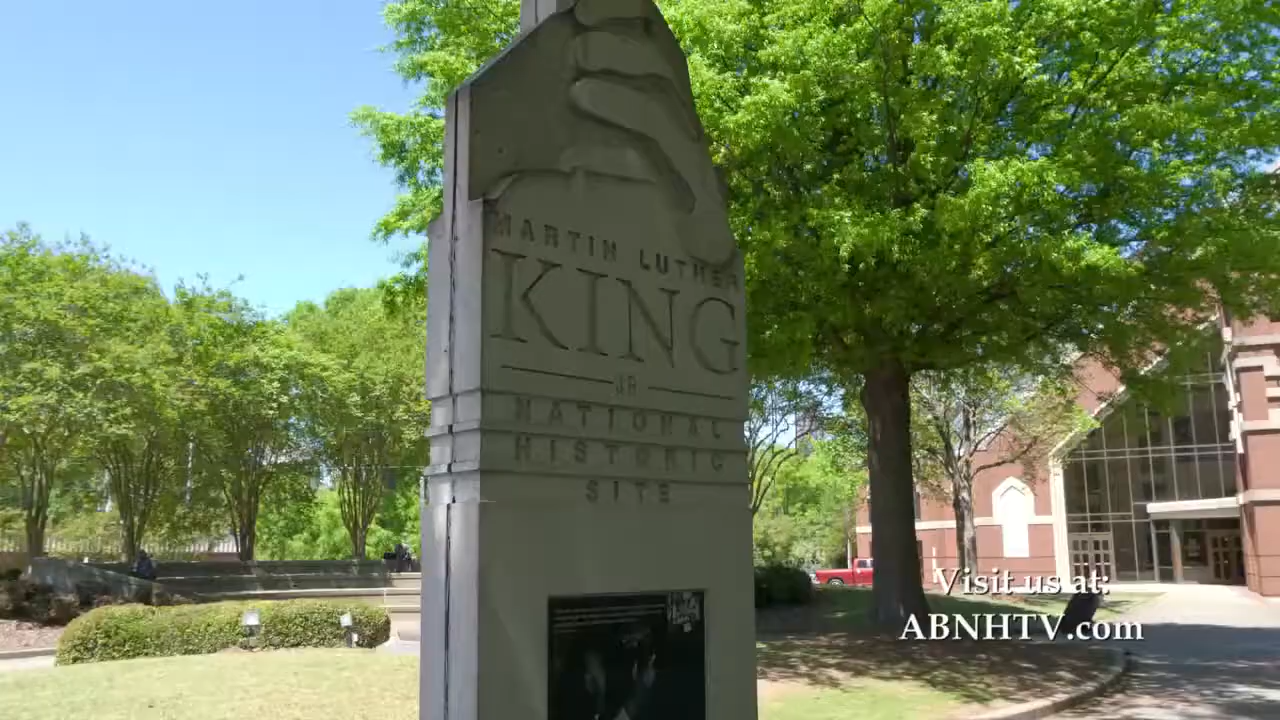 MARTIN LUTHER
KING
JR
NATIONAL
HISTORIC
SITE
Visit us at:
ABNHTV.com